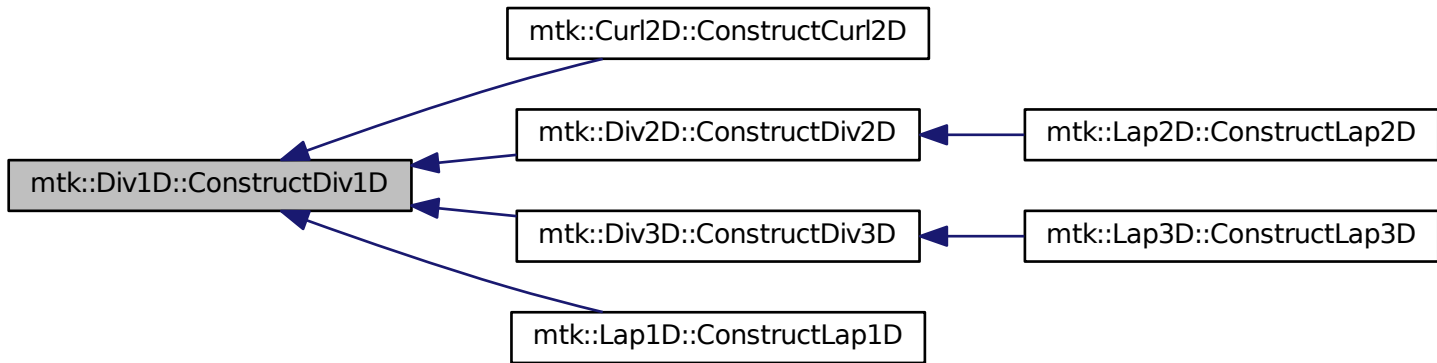 mtk::Curl2D::ConstructCurl2D
mtk::Div2D::ConstructDiv2D
mtk::Lap2D::ConstructLap2D
mtk::Div1D::ConstructDiv1D
mtk::Div3D::ConstructDiv3D
mtk::Lap3D::ConstructLap3D
mtk::Lap1D::ConstructLap1D